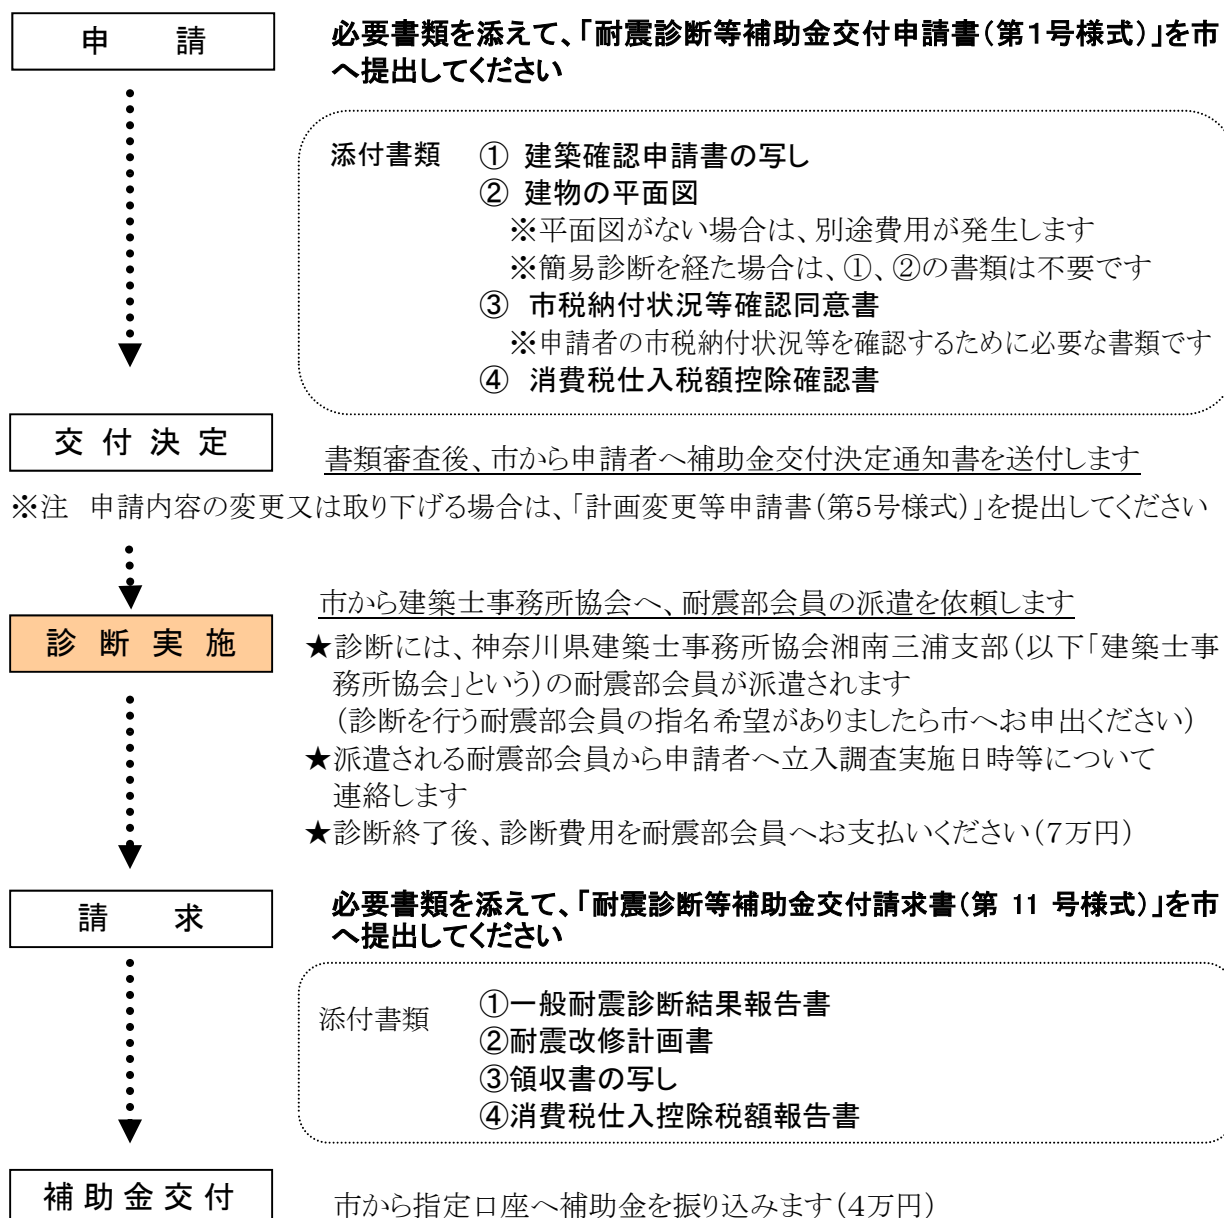 申 請
必要書類を添えて、「耐震診断等補助金交付申請書（第1号様式）」を市
へ提出してください
添付書類 ① 建築確認申請書の写し
② 建物の平面図
※平面図がない場合は、別途費用が発生します
※簡易診断を経た場合は、①、②の書類は不要です
③ 市税納付状況等確認同意書
※申請者の市税納付状況等を確認するために必要な書類です
④ 消費税仕入税額控除確認書
交 付 決 定
書類審査後、市から申請者へ補助金交付決定通知書を送付します
※注 申請内容の変更又は取り下げる場合は、「計画変更等申請書（第5号様式）」を提出してください
市から建築士事務所協会へ、耐震部会員の派遣を依頼します
診 断 実 施
★診断には、神奈川県建築士事務所協会湘南三浦支部（以下「建築士事
務所協会」という）の耐震部会員が派遣されます
（診断を行う耐震部会員の指名希望がありましたら市へお申出ください）
★派遣される耐震部会員から申請者へ立入調査実施日時等について
連絡します
★診断終了後、診断費用を耐震部会員へお支払いください（7万円）
請 求
必要書類を添えて、「耐震診断等補助金交付請求書（第 11 号様式）」を市
へ提出してください
添付書類 ①一般耐震診断結果報告書
②耐震改修計画書
③領収書の写し
④消費税仕入控除税額報告書
補 助 金 交 付
市から指定口座へ補助金を振り込みます（4万円）